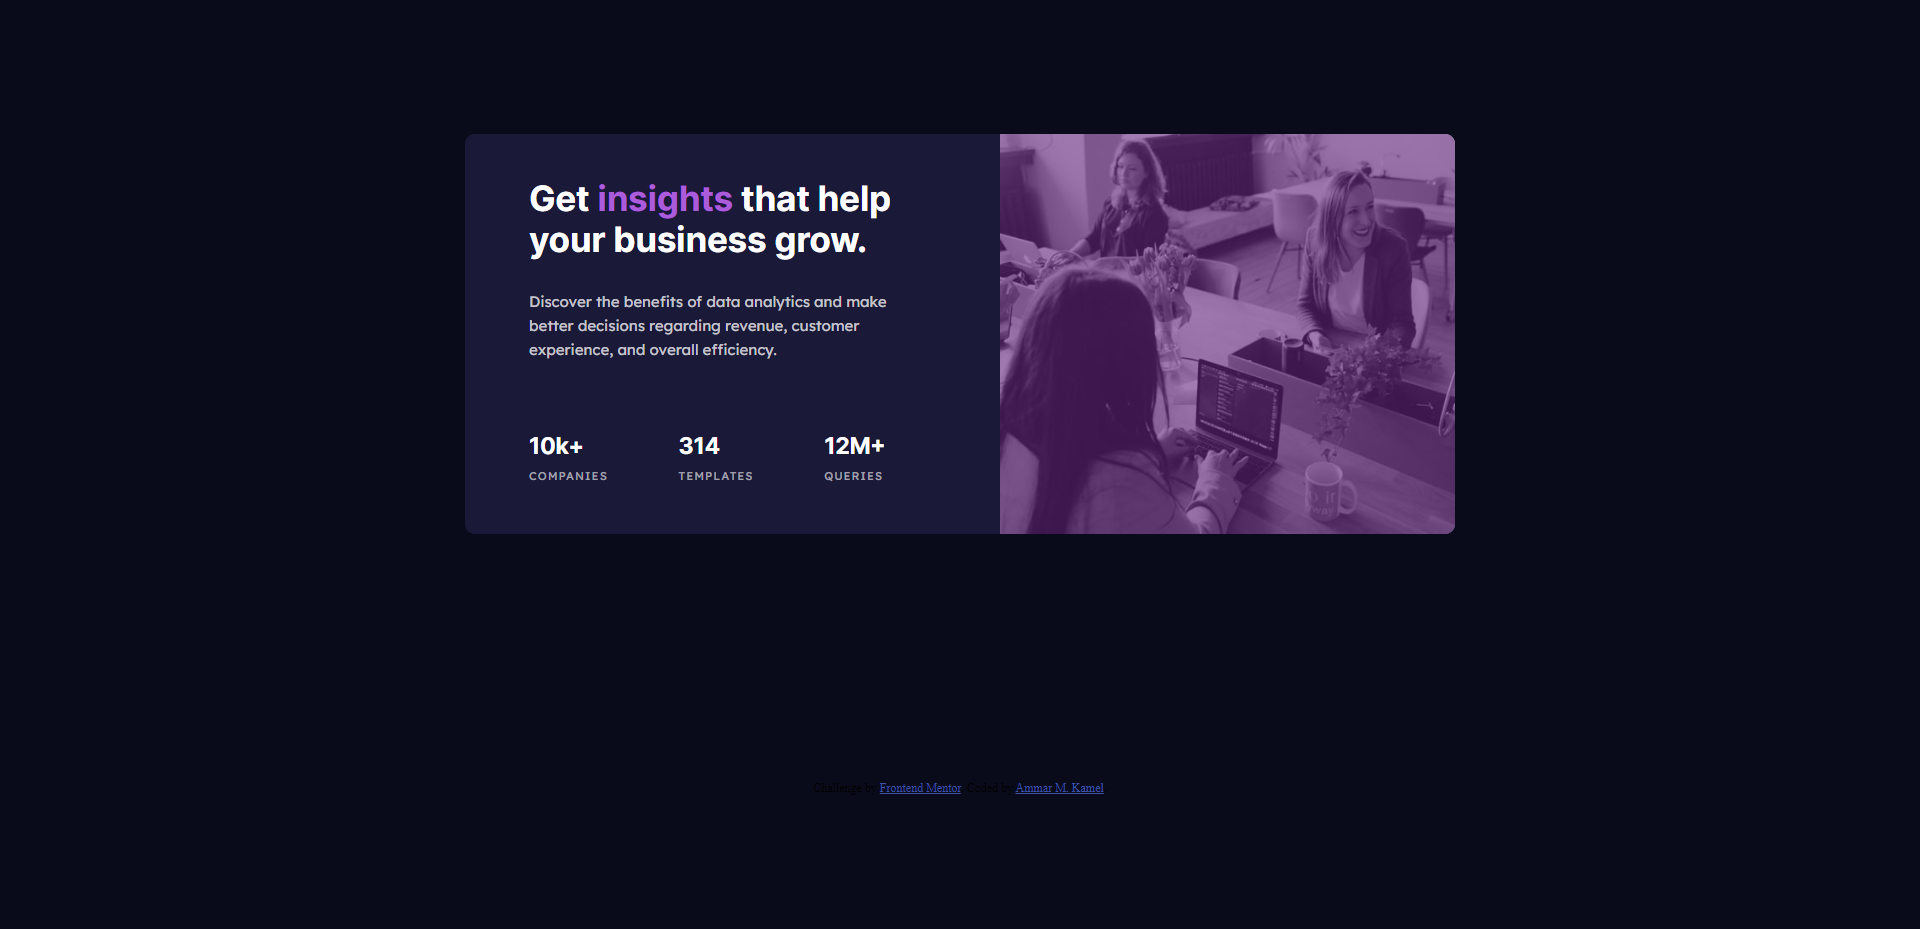 Get insights that help
your business grow.
Discover the benefits of data analytics and make
better decisions regarding revenue, customer
experience, and overall efficiency.
10k+ 314 12M+
COMPANIES TEMPLATES QUERIES
Challenge by Frontend Mentor. Coded by Ammar M. Kamel